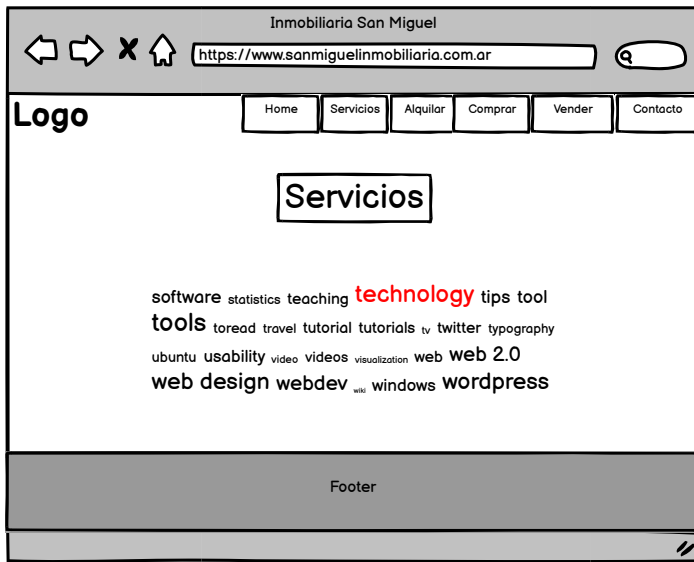 Inmobiliaria San Miguel
https://www.sanmiguelinmobiliaria.com.ar
Logo
Home Servicios Alquilar Comprar Vender Contacto
Servicios
software statistics teaching technology tips tool
tools toread travel tutorial tutorials tv twitter typography
ubuntu usability video videos visualization web web 2.0
web design webdev wiki windows wordpress
Footer